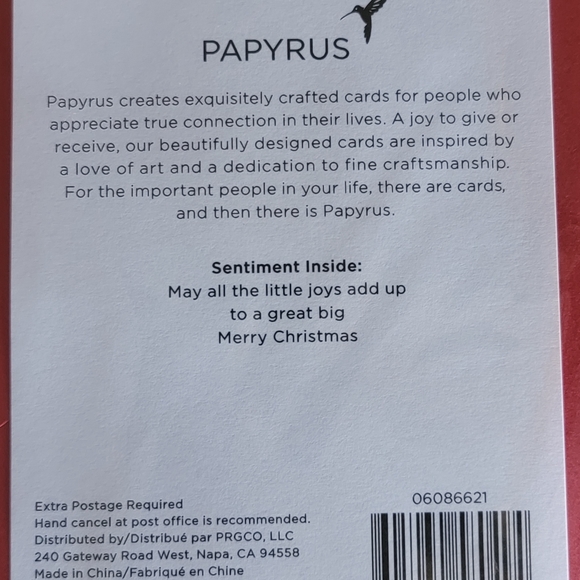 PAPYRUS
Papyrus creates exquisitely crafted cards for people who
appreciate true connection in their lives. A joy to give or
receive, our beautifully designed cards are inspired by
a love of art and a dedication to fine craftsmanship.
For the important people in your life, there are cards,
and then there is Papyrus.
Sentiment Inside:
May all the little joys add up
to a great big
Merry Christmas
Extra Postage Required
Hand cancel at post office is recommended.
Distributed by/Distribué par PRGCO, LLC
240 Gateway Road West, Napa, CA 94558
Made in China/Fabriqué en Chine
06086621